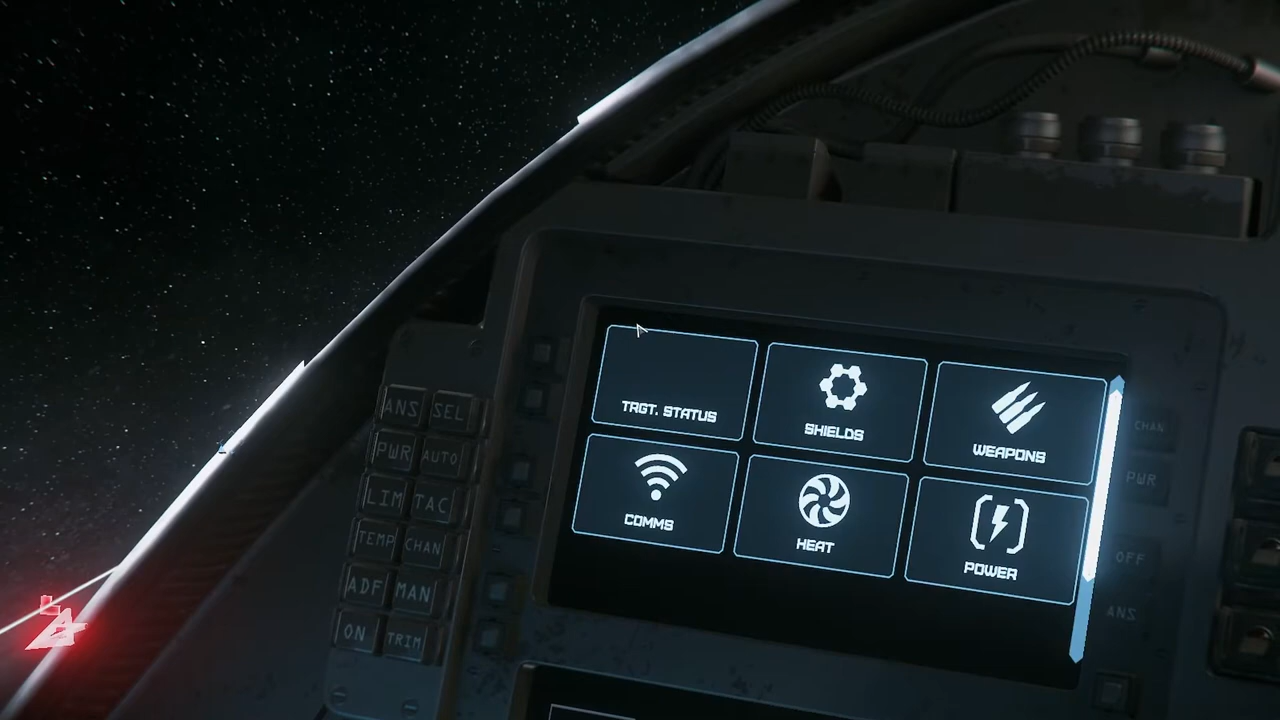 TRGT. STATUS
SHIELDS
WEAPONS
COMMS
HEAT
POWER
ANS SEL
PWR AUTO
LIM TAC
TEMP CHAN
ADF MAN
ON TRIM
CHAN
PWR
OFF
ANS